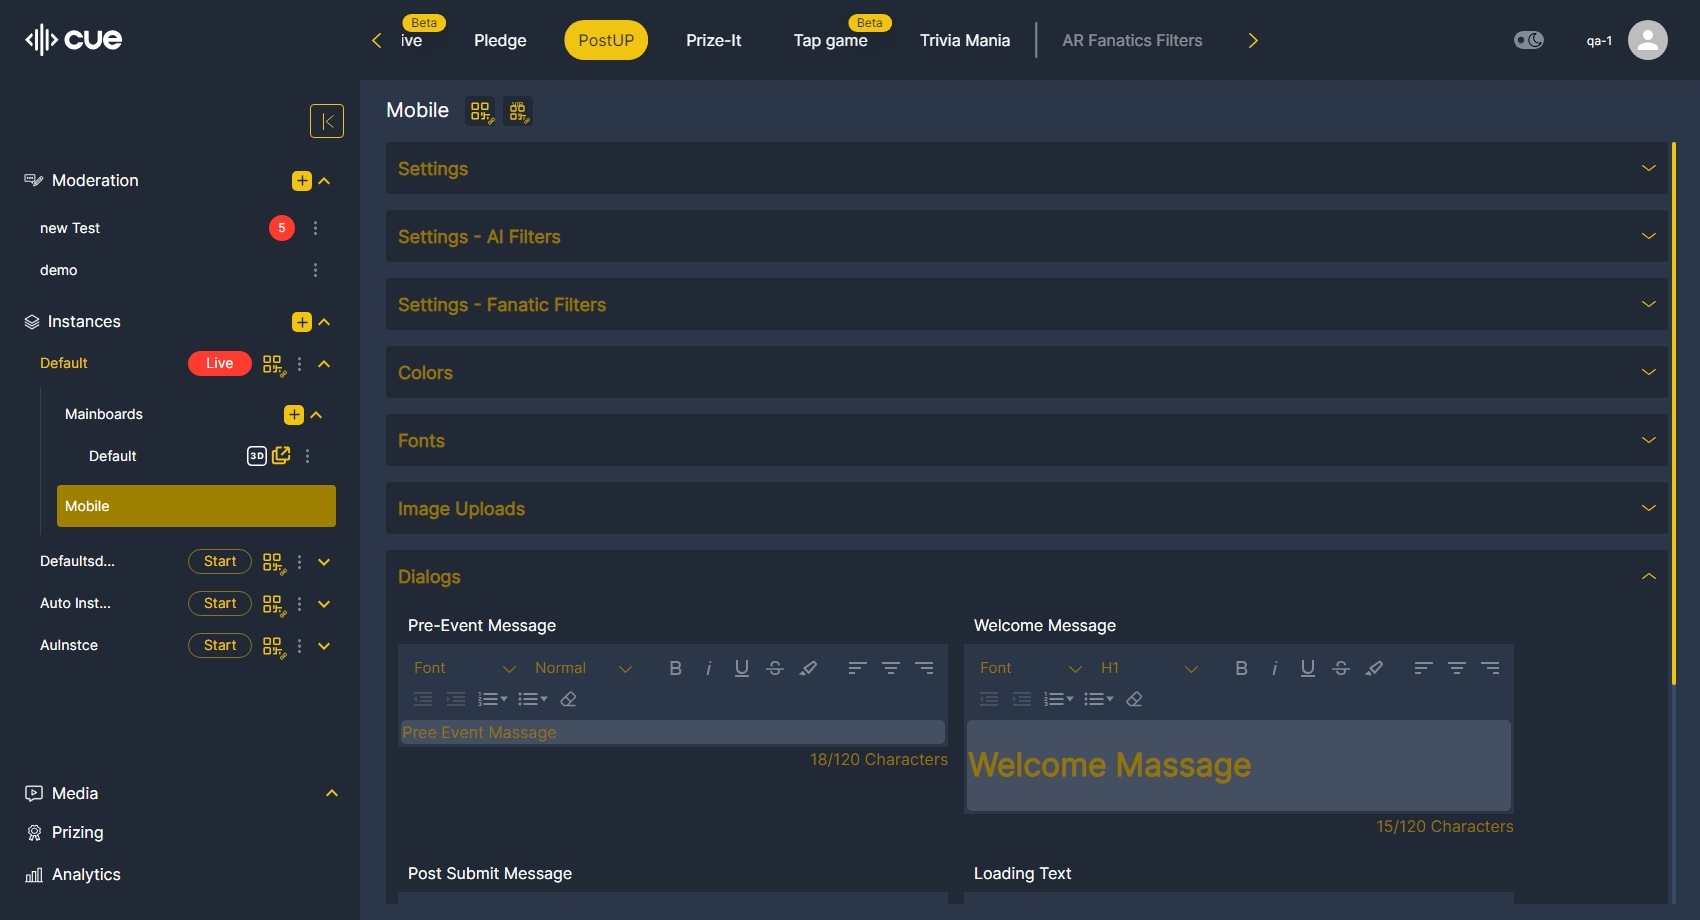 cue
Beta
ive
Pledge
PostUP
Prize-It
Beta
Tap game
Trivia Mania
AR Fanatics Filters
qa-1
Moderation
new Test
5
demo
Instances
Default
Live
Mainboards
Default
3D
Mobile
Defaultsd...
Start
Auto Inst...
Start
AuInstce
Start
Media
Prizing
Analytics
Mobile
Settings
Settings - AI Filters
Settings - Fanatic Filters
Colors
Fonts
Image Uploads
Dialogs
Pre-Event Message
Font
Normal
Pree Event Massage
18/120 Characters
Welcome Message
Font
H1
Welcome Massage
15/120 Characters
Post Submit Message
Loading Text